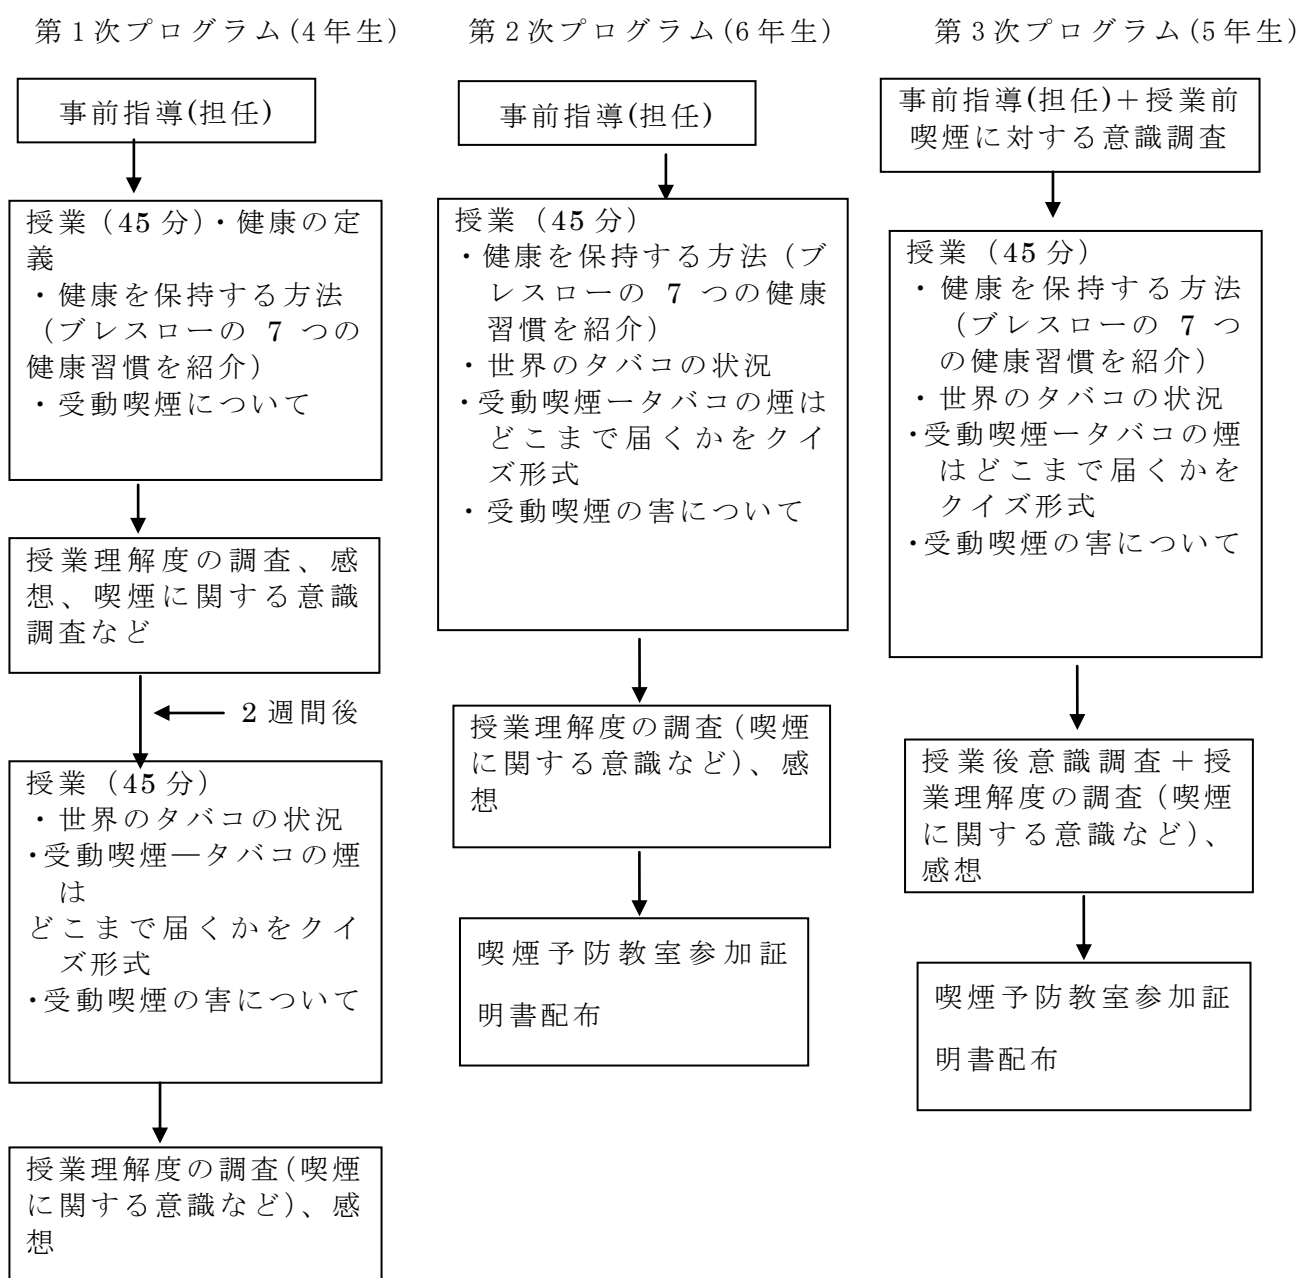 第1次プログラム(4年生)
事前指導(担任)
授業（45分）・健康の定
義
・健康を保持する方法
（ブレスローの 7 つの
健康習慣を紹介）
・受動喫煙について
授業理解度の調査、感
想、喫煙に関する意識
調査など
2週間後
授業（45分）
・世界のタバコの状況
・受動喫煙―タバコの煙
は
どこまで届くかをクイ
ズ形式
・受動喫煙の害について
授業理解度の調査(喫煙
に関する意識など)、感
想
第2次プログラム(6年生)
事前指導(担任)
授業（45分）
・健康を保持する方法（ブ
レスローの 7 つの健康
習慣を紹介）
・世界のタバコの状況
・受動喫煙ータバコの煙は
どこまで届くかをクイ
ズ形式
・受動喫煙の害について
授業理解度の調査(喫煙
に関する意識など)、感
想
喫煙予防教室参加証
明書配布
第3次プログラム(5年生)
事前指導(担任)＋授業前
喫煙に対する意識調査
授業（45分）
・健康を保持する方法
（ブレスローの 7 つ
の健康習慣を紹介）
・世界のタバコの状況
・受動喫煙ータバコの煙
はどこまで届くかを
クイズ形式
・受動喫煙の害について
授業後意識調査＋授
業理解度の調査(喫煙
に関する意識など)、
感想
喫煙予防教室参加証
明書配布